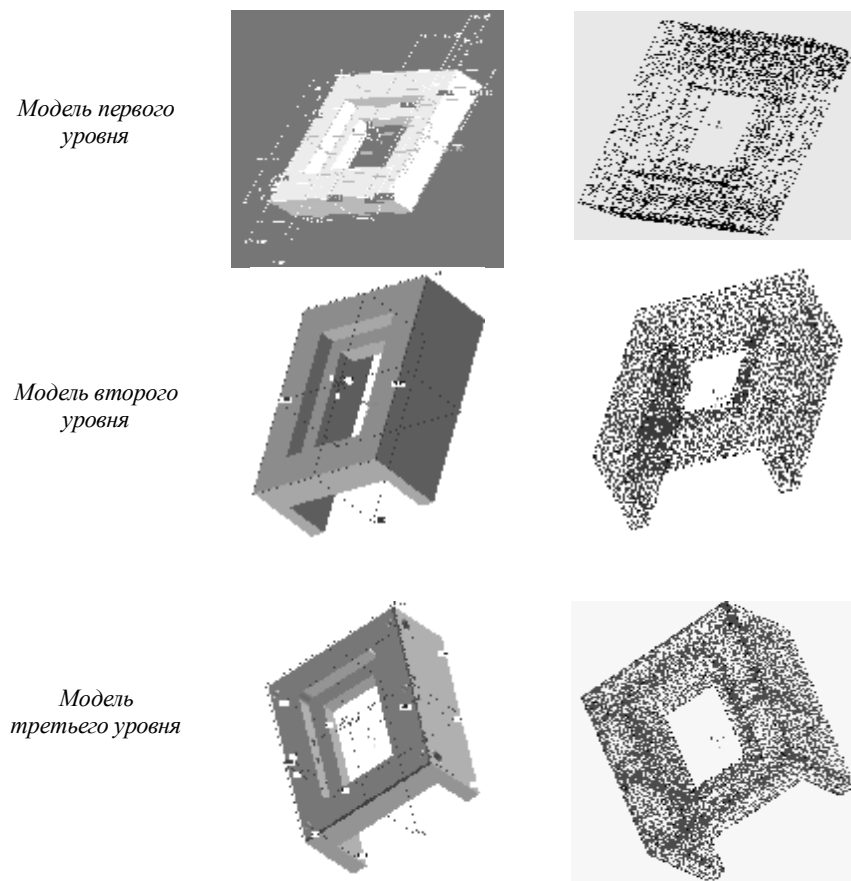 Модель первого
уровня
Модель второго
уровня
Модель
третьего уровня